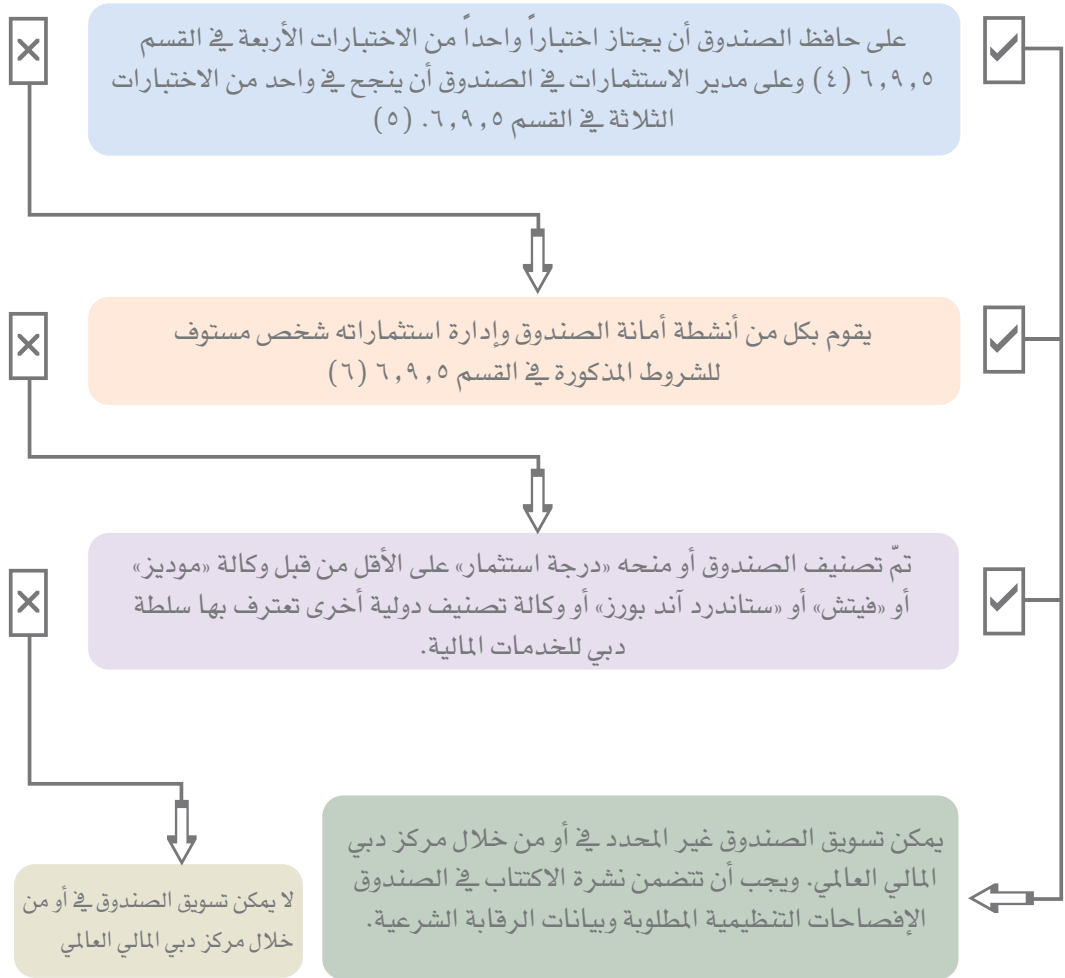 على حافظ الصندوق أن يجتاز اختباراً واحداً من الاختبارات الأربعة في القسم
٦,٩,٥ (٤) وعلى مدير الاستثمارات في الصندوق أن ينجح في واحد من الاختبارات
الثلاثة في القسم ٦,٩,٥. (٥)
يقوم بكل من أنشطة أمانة الصندوق وإدارة استثماراته شخص مستوف
للشروط المذكورة في القسم ٦,٩,٥ (٦)
تمّ تصنيف الصندوق أو منحه «درجة استثمار» على الأقل من قبل وكالة «موديز»
أو «فيتش» أو «ستاندرد آند بورز» أو وكالة تصنيف دولية أخرى تعترف بها سلطة
دبي للخدمات المالية.
يمكن تسويق الصندوق غير المحدد في أو من خلال مركز دبي
المالي العالمي. ويجب أن تتضمن نشرة الاكتتاب في الصندوق
الإفصاحات التنظيمية المطلوبة وبيانات الرقابة الشرعية.
لا يمكن تسويق الصندوق في أو من
خلال مركز دبي المالي العالمي